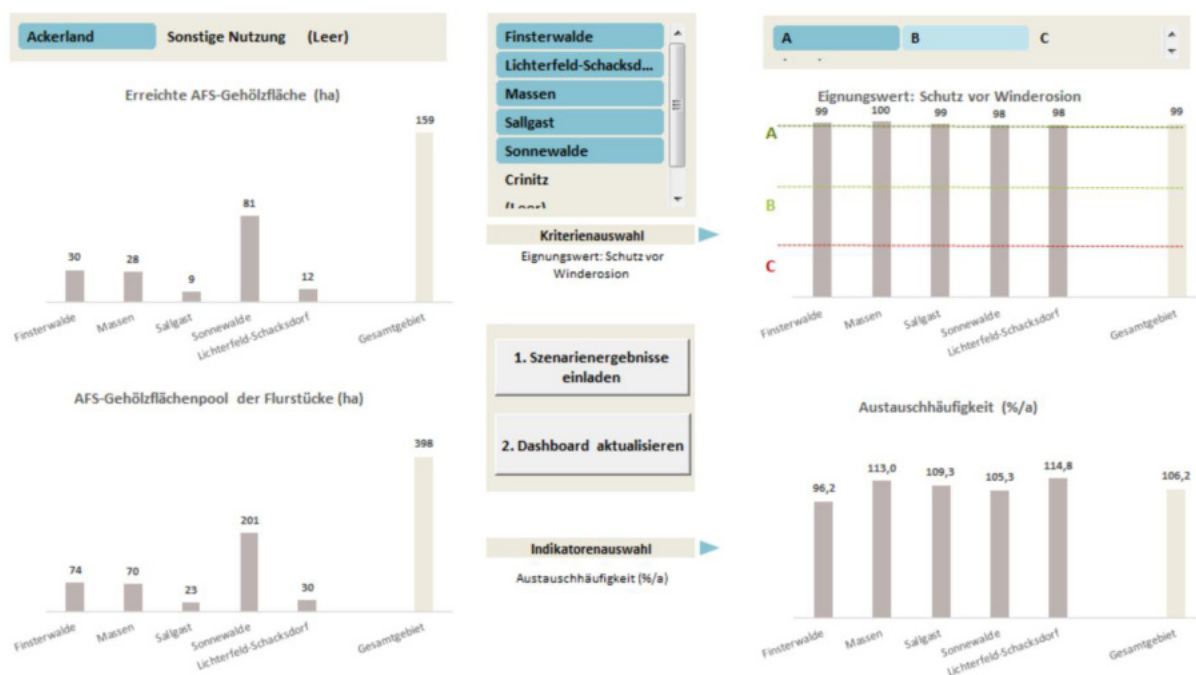 Ackerland Sonstige Nutzung (Leer)
Erreichte AFS-Gehölzfläche (ha)
159
81
30
28
9
12
Finsterwalde
Massen
Sallgast
Sonnewalde
Lichterfeld-Schacksdorf
Gesamtgebiet
AFS-Gehölzflächenpool der Flurstücke (ha)
398
201
74
70
23
30
Finsterwalde
Massen
Sallgast
Sonnewalde
Lichterfeld-Schacksdorf
Gesamtgebiet
Finsterwalde
Lichterfeld-Schacksd...
Massen
Sallgast
Sonnewalde
Crinitz
(Leer)
Kriterienauswahl
Eignungswert: Schutz vor
Winderosion
1. Szenarienergebnisse
einladen
2. Dashboard aktualisieren
Indikatorenauswahl
Austauschhäufigkeit (%/a)
A B C
Eignungswert: Schutz vor Winderosion
99 100 99 98 98 99
A
B
C
Finsterwalde
Massen
Sallgast
Sonnewalde
Lichterfeld-Schacksdorf
Gesamtgebiet
Austauschhäufigkeit (%/a)
96,2 113,0 109,3 105,3 114,8 106,2
Finsterwalde
Massen
Sallgast
Sonnewalde
Lichterfeld-Schacksdorf
Gesamtgebiet